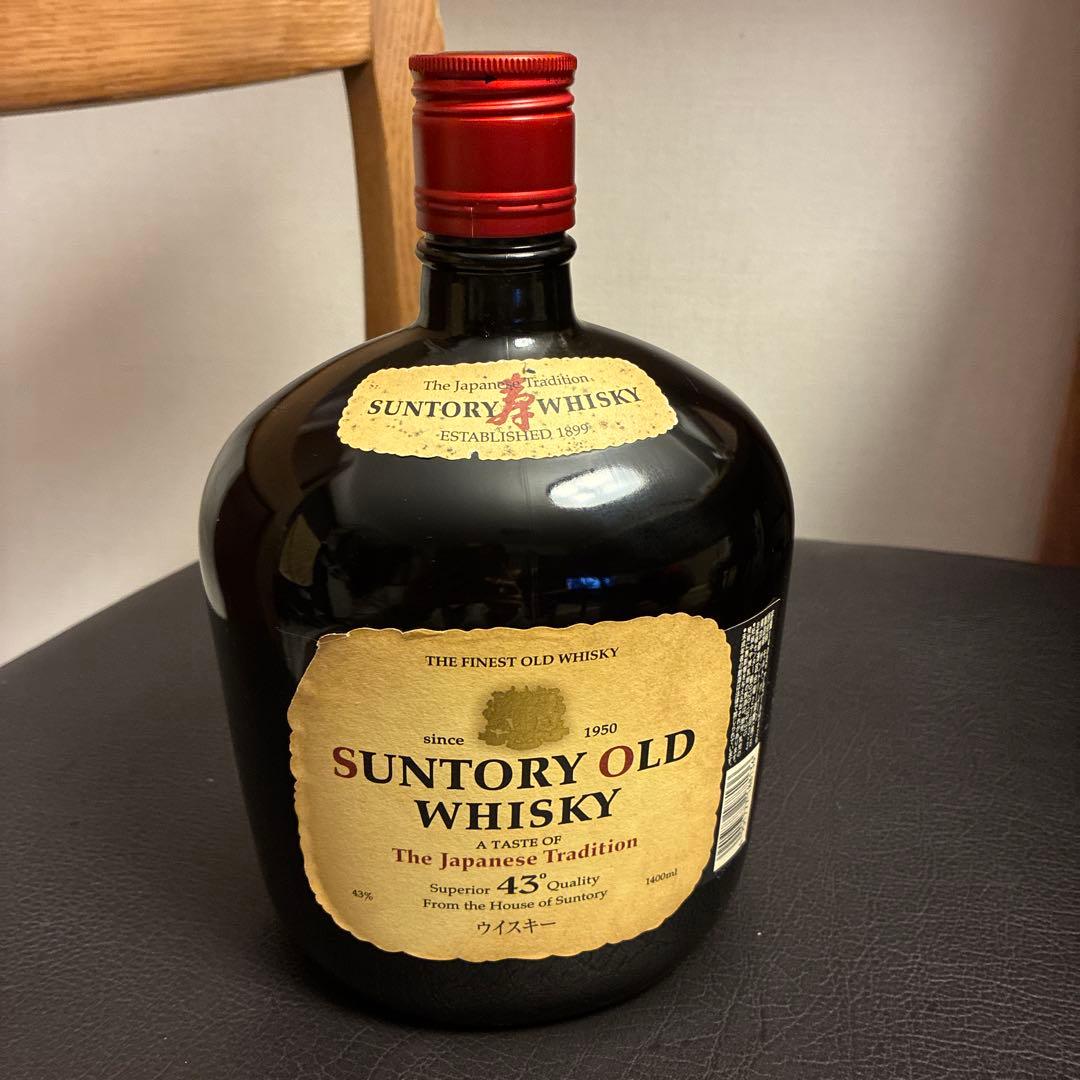 The Japanese Tradition
SUNTORY 寿 WHISKY
ESTABLISHED 1899
THE FINEST OLD WHISKY
since 1950
SUNTORY OLD
WHISKY
A TASTE OF
The Japanese Tradition
Superior 43° Quality
43% 1400ml
From the House of Suntory
ウイスキー